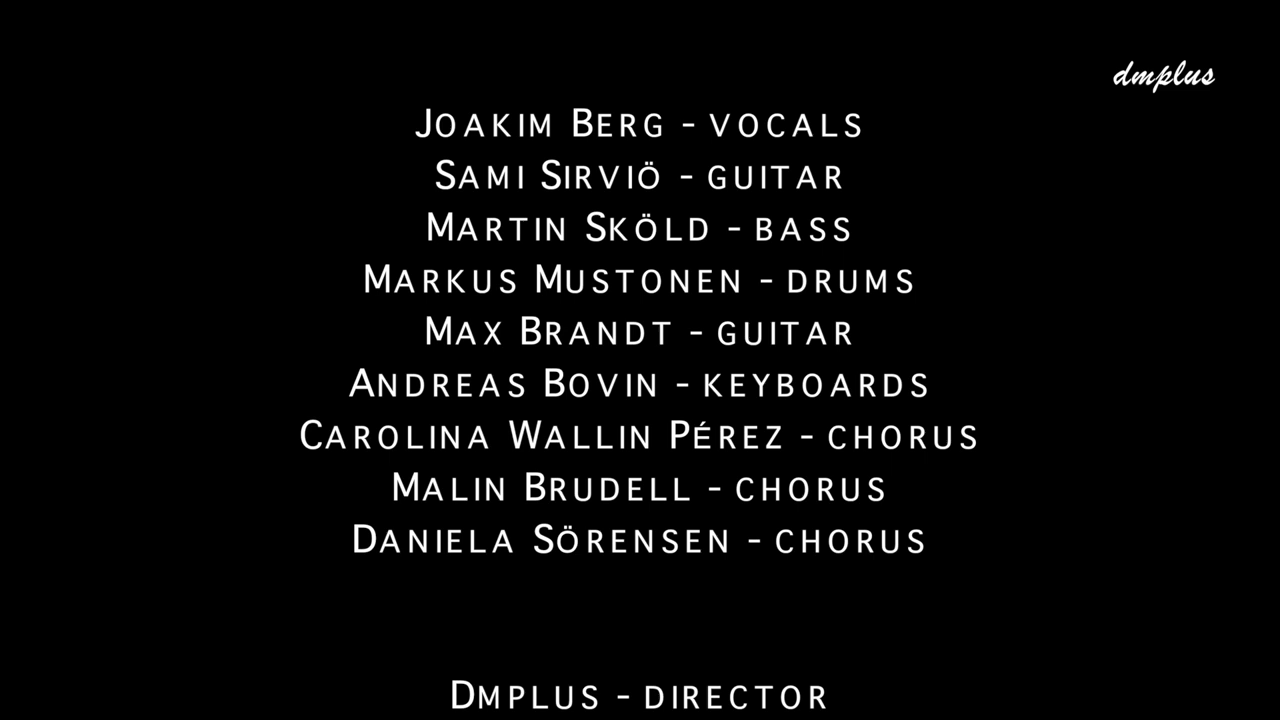 dmplus
Joakim Berg - vocals
Sami Sirviö - guitar
Martin Sköld - bass
Markus Mustonen - drums
Max Brandt - guitar
Andreas Bovin - keyboards
Carolina Wallin Pérez - chorus
Malin Brudell - chorus
Daniela Sörensen - chorus
Dmplus - director